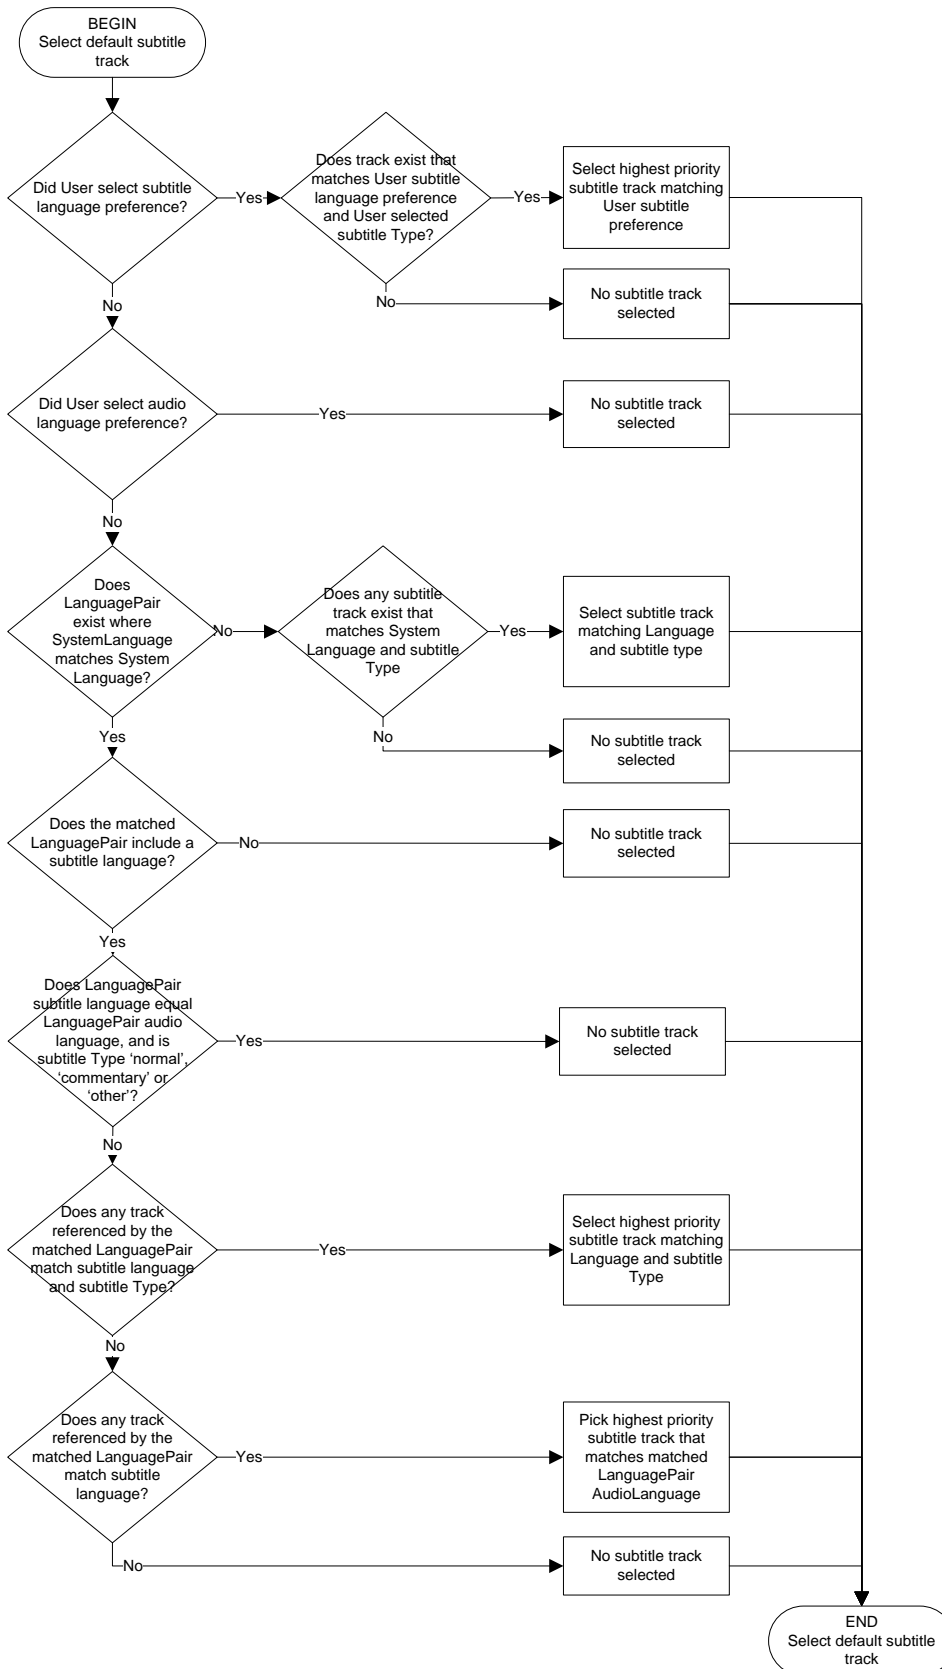 BEGIN
Select default subtitle
track
Did User select subtitle
language preference?
Yes
Does track exist that
matches User subtitle
language preference
and User selected
subtitle Type?
Yes
Select highest priority
subtitle track matching
User subtitle
preference
No
No subtitle track
selected
No
Did User select audio
language preference?
Yes
No subtitle track
selected
No
Does
LanguagePair
exist where
SystemLanguage
matches System
Language?
No
Does any subtitle
track exist that
matches System
Language and subtitle
Type
Yes
Select subtitle track
matching Language
and subtitle type
No
No subtitle track
selected
Yes
Does the matched
LanguagePair include a
subtitle language?
No
No subtitle track
selected
Yes
Does LanguagePair
subtitle language equal
LanguagePair audio
language, and is
subtitle Type ‘normal’,
‘commentary’ or
‘other’?
Yes
No subtitle track
selected
No
Does any track
referenced by the
matched LanguagePair
match subtitle language
and subtitle Type?
Yes
Select highest priority
subtitle track matching
Language and subtitle
Type
No
Does any track
referenced by the
matched LanguagePair
match subtitle
language?
Yes
Pick highest priority
subtitle track that
matches matched
LanguagePair
AudioLanguage
No
No subtitle track
selected
END
Select default subtitle
track